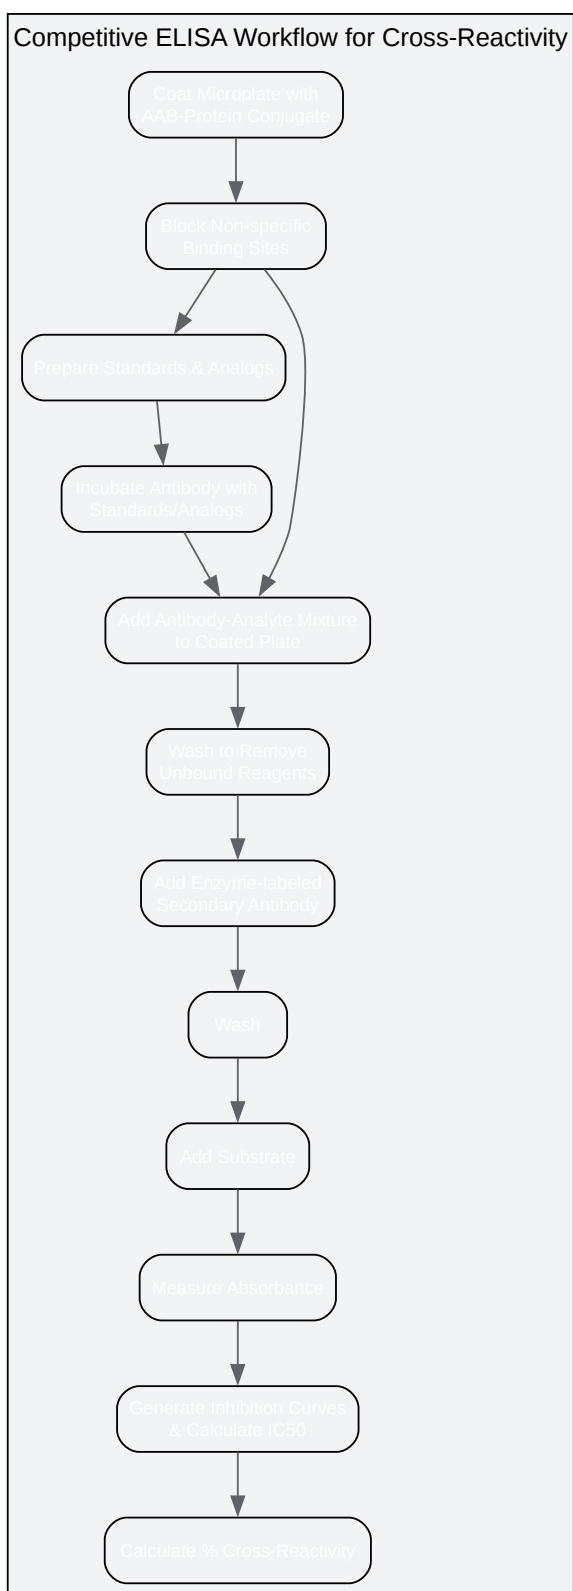 Competitive ELISA Workflow for Cross-Reactivity
Coat Microplate with
AAB-Protein Conjugate
Block Non-specific
Binding Sites
Prepare Standards & Analogs
Incubate Antibody with
Standards/Analogs
Add Antibody-Analyte Mixture
to Coated Plate
Wash to Remove
Unbound Reagents
Add Enzyme-labeled
Secondary Antibody
Wash
Add Substrate
Measure Absorbance
Generate Inhibition Curves
& Calculate IC50
Calculate % Cross-Reactivity